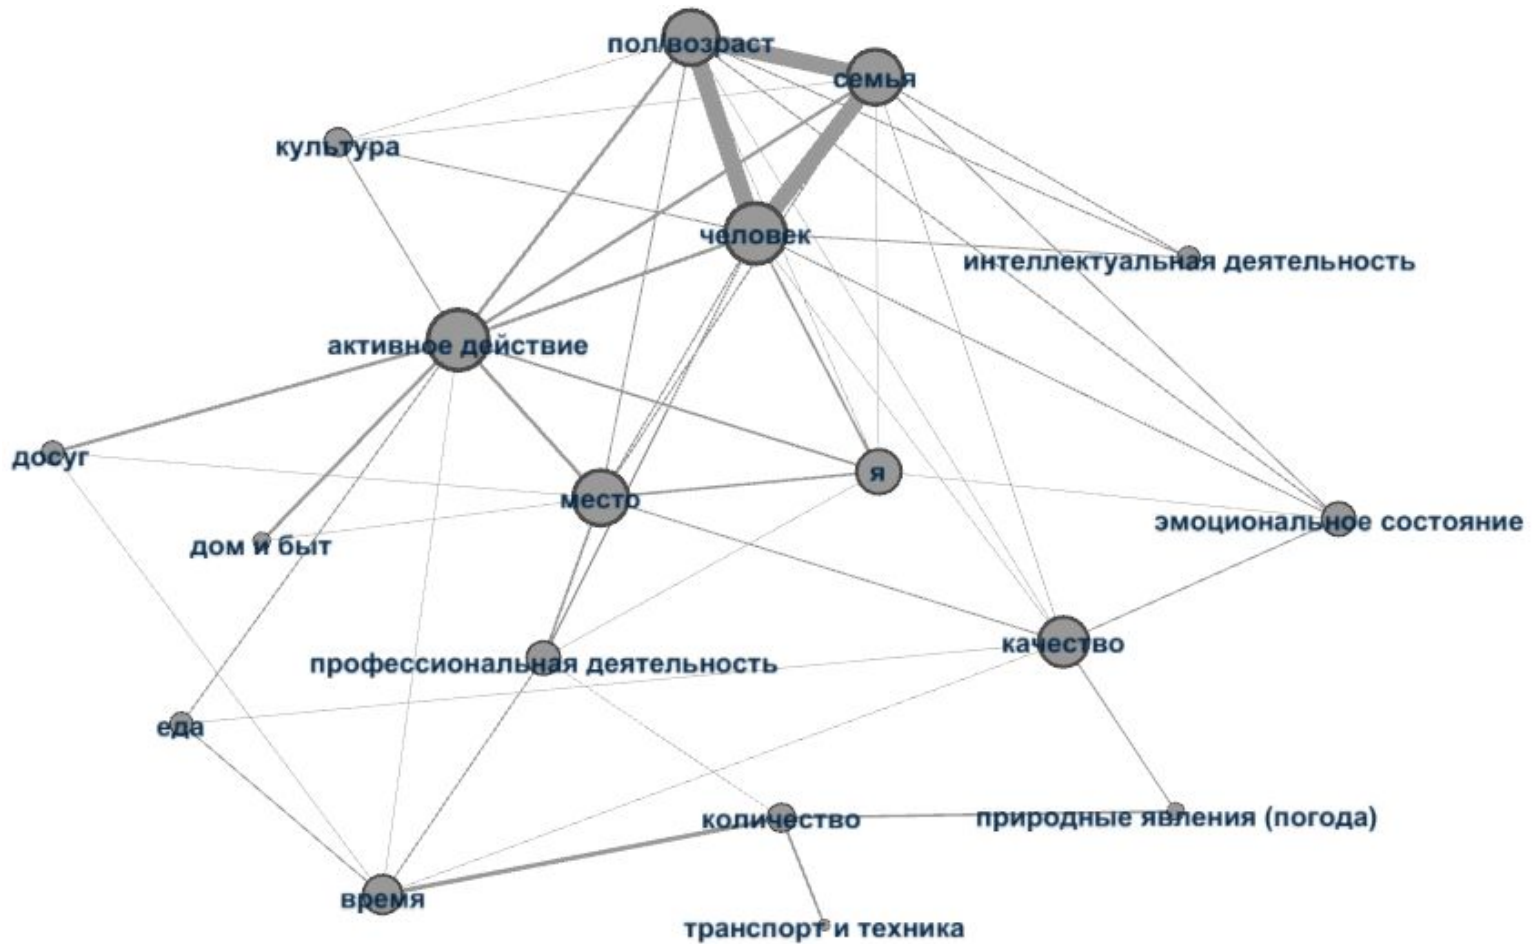 пол/возраст
семья
культура
человек
интеллектуальная деятельность
активное действие
досуг
я
место
эмоциональное состояние
дом и быт
качество
профессиональная деятельность
еда
количество
природные явления (погода)
время
транспорт и техника